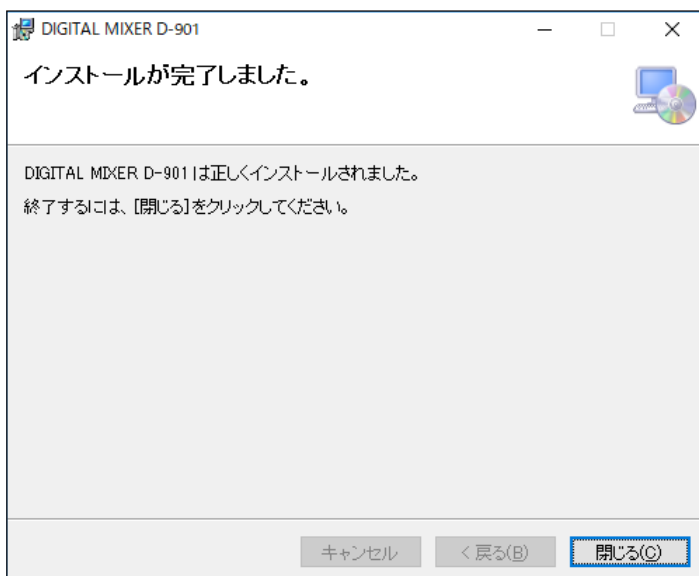 DIGITAL MIXER D-901
インストールが完了しました。
DIGITAL MIXER D-901 は正しくインストールされました。
終了するには、[閉じる]をクリックしてください。
キャンセル
< 戻る(B)
閉じる(C)